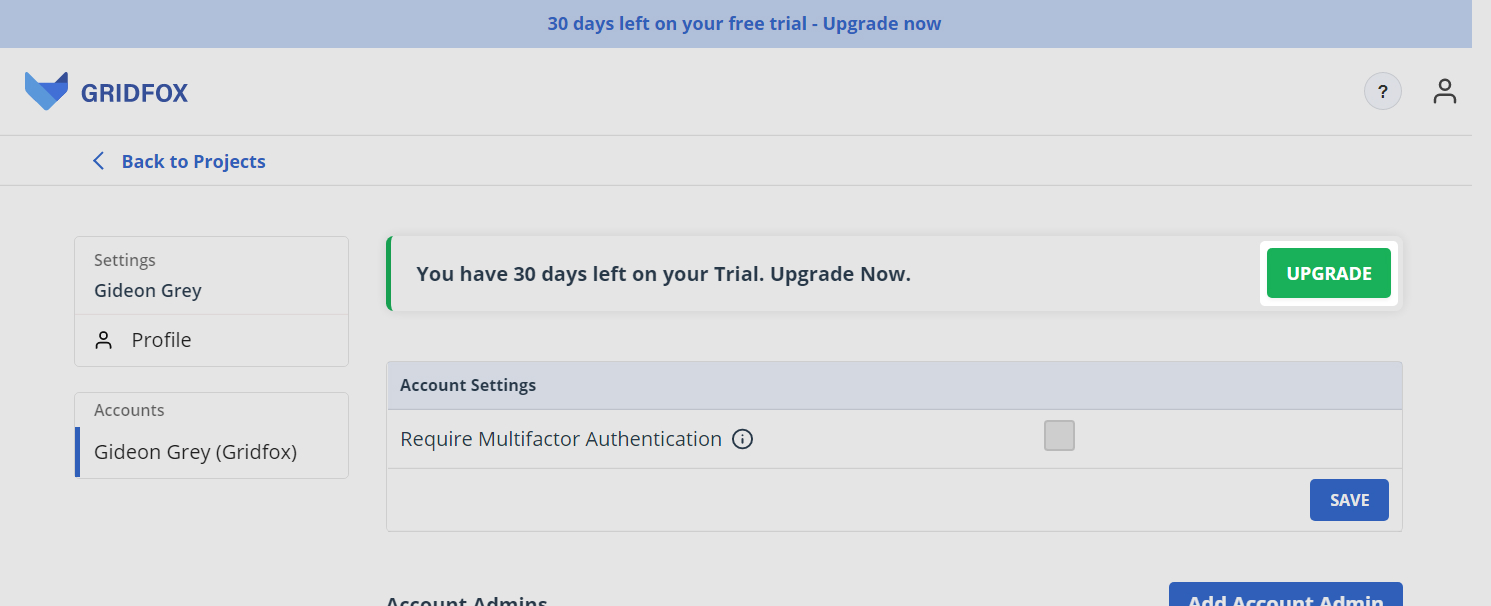 30 days left on your free trial - Upgrade now
GRIDFOX
?
Back to Projects
Settings
Gideon Grey
Profile
Accounts
Gideon Grey (Gridfox)
You have 30 days left on your Trial. Upgrade Now.
UPGRADE
Account Settings
Require Multifactor Authentication
SAVE
Account Admins
Add Account Admin